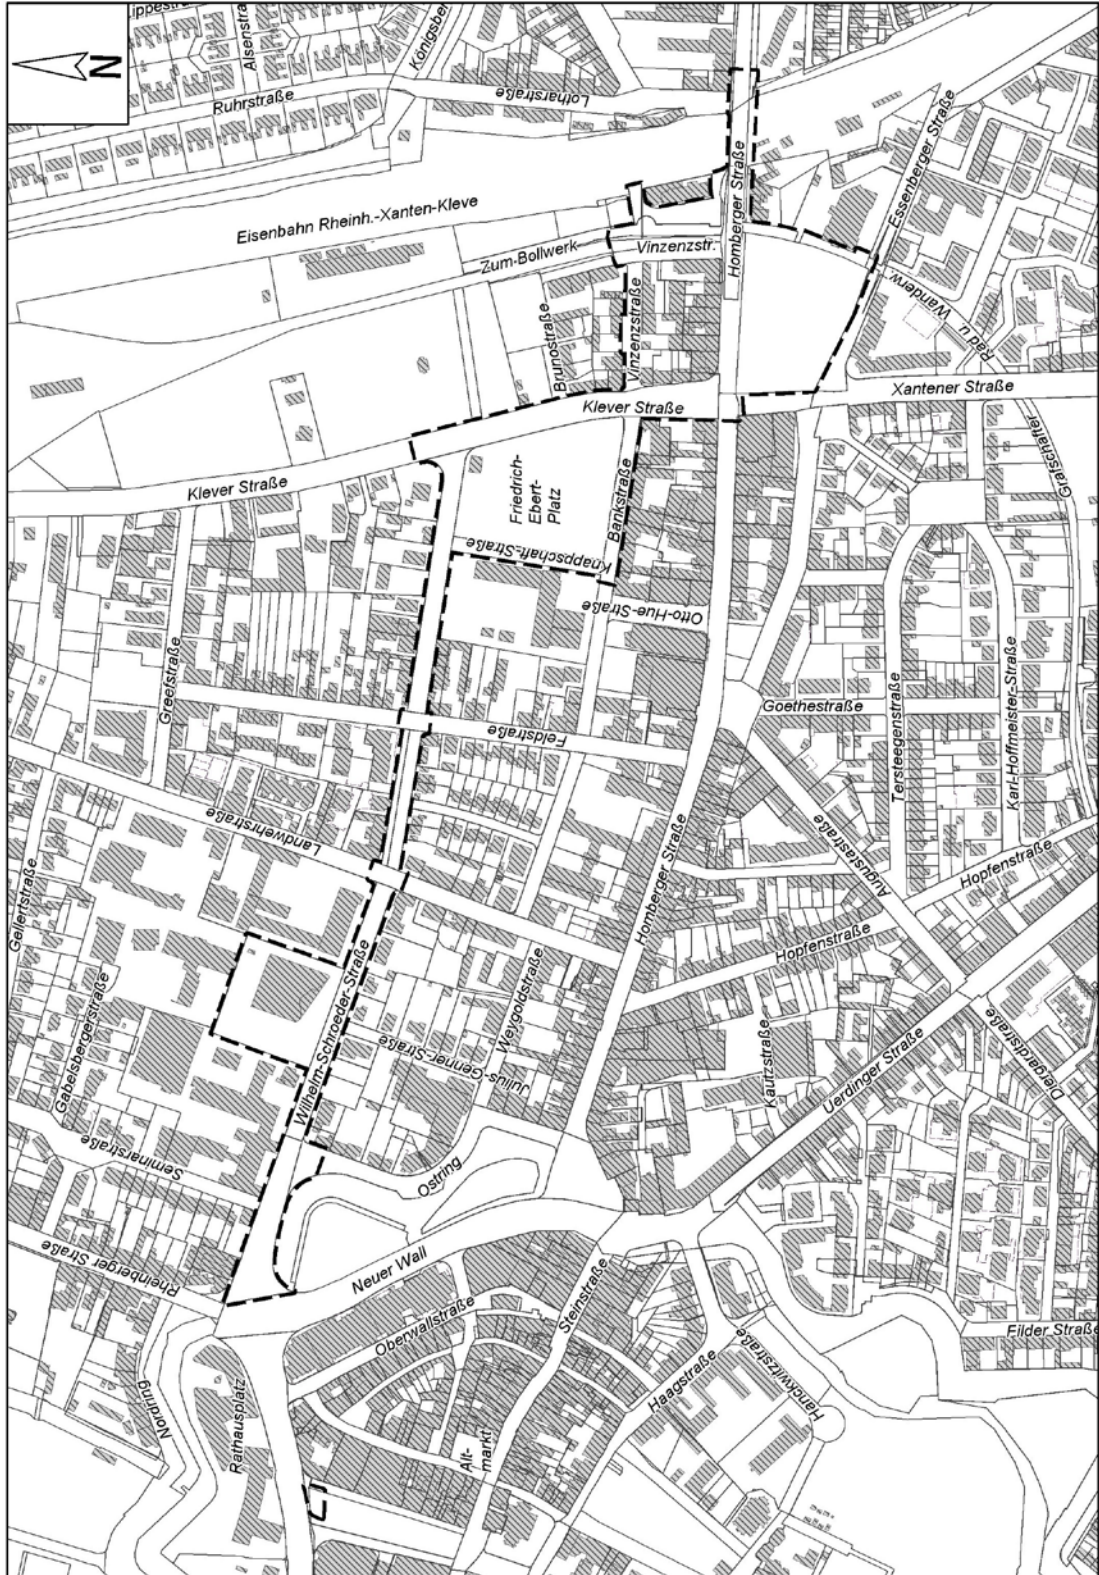 Lippestra
Alsenstra
Königsber
N
Ruhrstraße
Lotharstraße
Homberger Straße
Essenberger Straße
Eisenbahn Rheinh.-Xanten-Kleve
Zum-Bollwerk
Vinzenzstr.
Rad u. Wanderw.
Brunostraße
Vinzenzstraße
Klever Straße
Xantener Straße
Klever Straße
Friedrich-
Ebert-
Platz
Bankstraße
Knappschaft-Straße
Grafschafter
Otto-Hue-Straße
Greefstraße
Feldstraße
Goethestraße
Tersteegenstraße
Karl-Hoffmeister-Straße
Landwehrstraße
Homberger Straße
Augustastraße
Hopfenstraße
Gellertstraße
Hopfenstraße
Wilhelm-Schroeder-Straße
Weygoldstraße
Gabelsbergerstraße
Julius-Genner-Straße
Kautzstraße
Uerdinger Straße
Diergardtstraße
Seminarstraße
Ostring
Rheinberger Straße
Neuer Wall
Oberwallstraße
Steinstraße
Filder Straße
Nordring
Rathausplatz
Haagstraße
Hanckwitzstraße
Alt-
markt